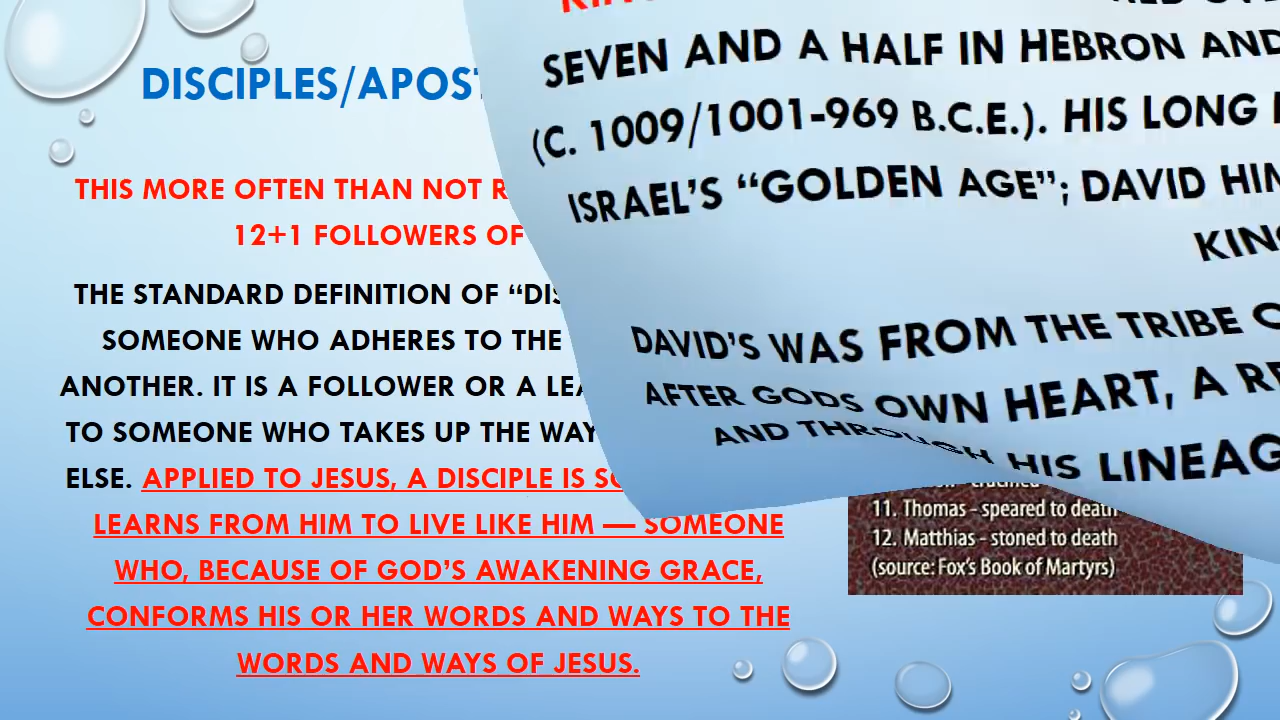 DISCIPLES/APOST
THIS MORE OFTEN THAN NOT R
12+1 FOLLOWERS OF
THE STANDARD DEFINITION OF “DIS
SOMEONE WHO ADHERES TO THE
ANOTHER. IT IS A FOLLOWER OR A LEA
TO SOMEONE WHO TAKES UP THE WAY
ELSE. APPLIED TO JESUS, A DISCIPLE IS SO
LEARNS FROM HIM TO LIVE LIKE HIM — SOMEONE
WHO, BECAUSE OF GOD’S AWAKENING GRACE,
CONFORMS HIS OR HER WORDS AND WAYS TO THE
WORDS AND WAYS OF JESUS.
SEVEN AND A HALF IN HEBRON AND
(C. 1009/1001-969 B.C.E.). HIS LONG
ISRAEL’S “GOLDEN AGE”; DAVID HIM
KING
DAVID’S WAS FROM THE TRIBE O
AFTER GODS OWN HEART, A RE
AND THROUGH HIS LINEAG
11. Thomas - speared to death
12. Matthias - stoned to death
(source: Fox's Book of Martyrs)